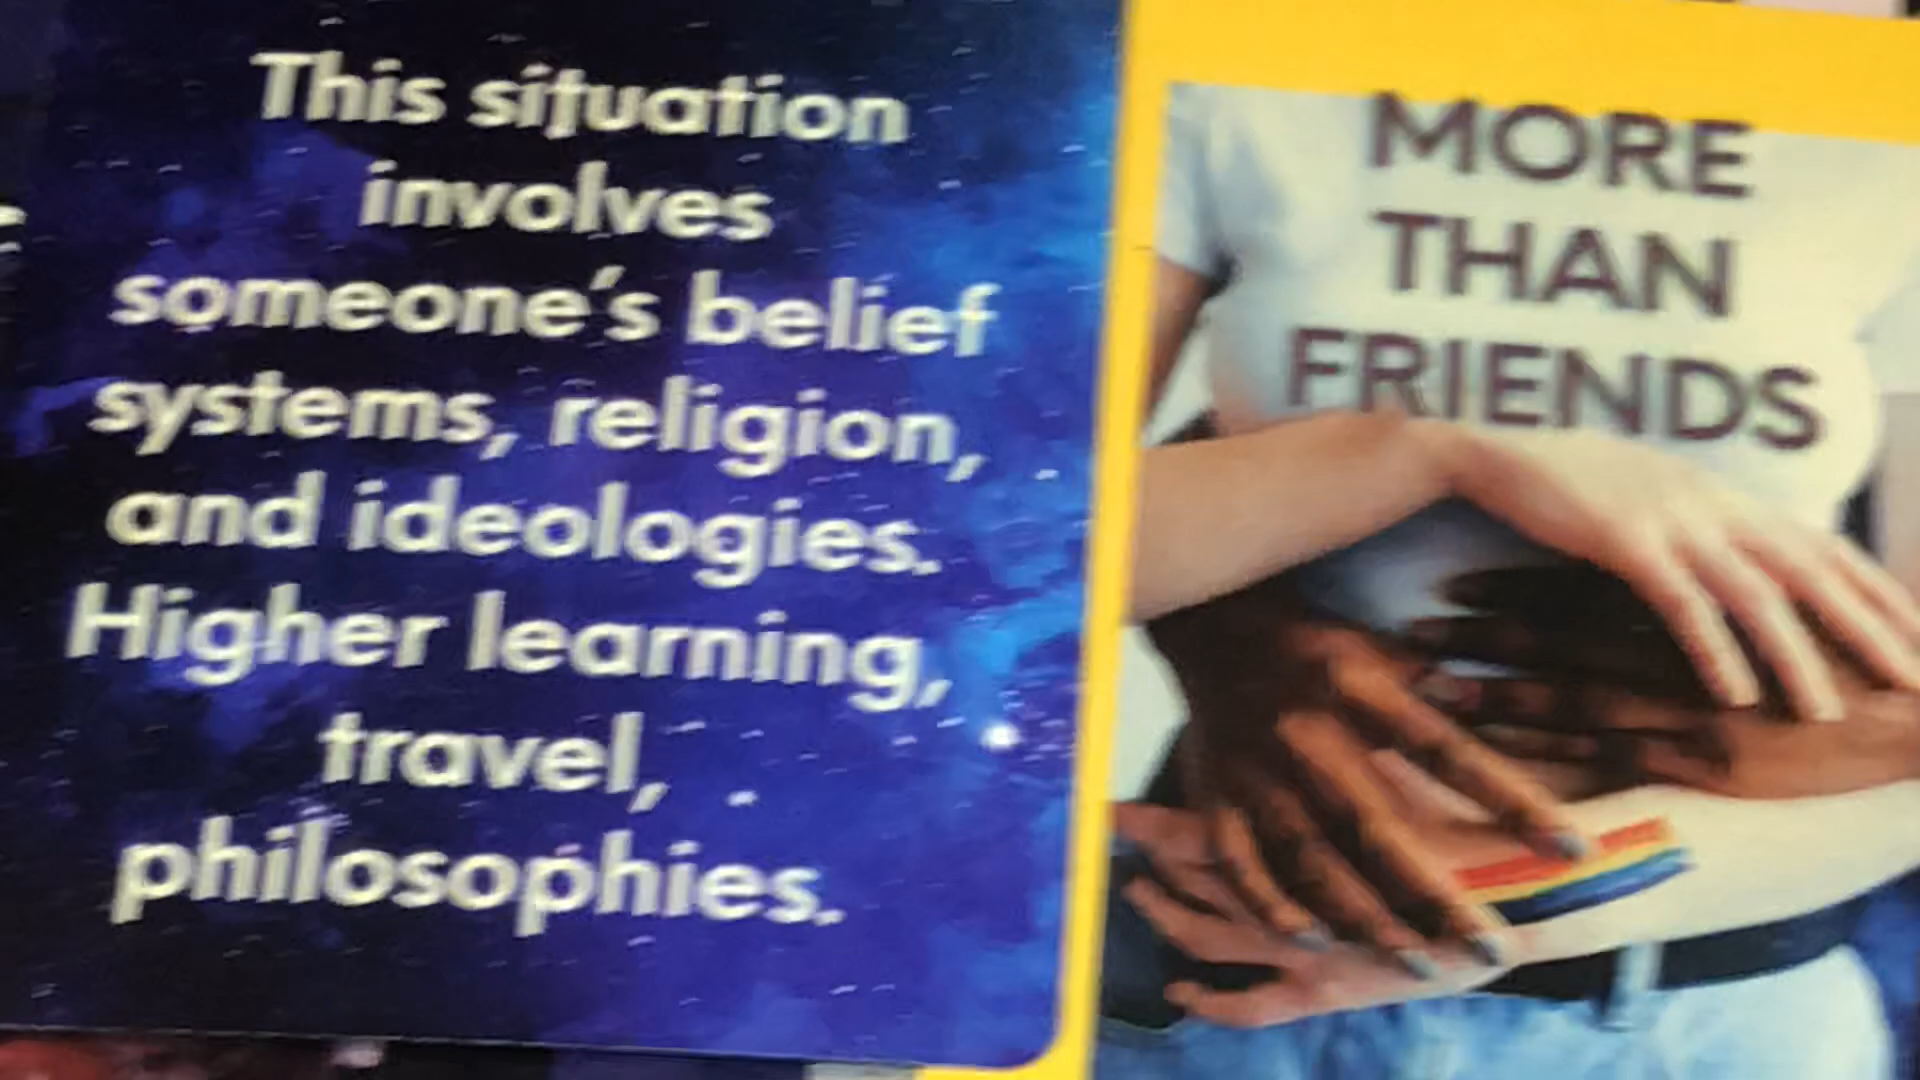 This situation
involves
someone's belief
systems, religion,
and ideologies.
Higher learning,
travel,
philosophies.
MORE
THAN
FRIENDS